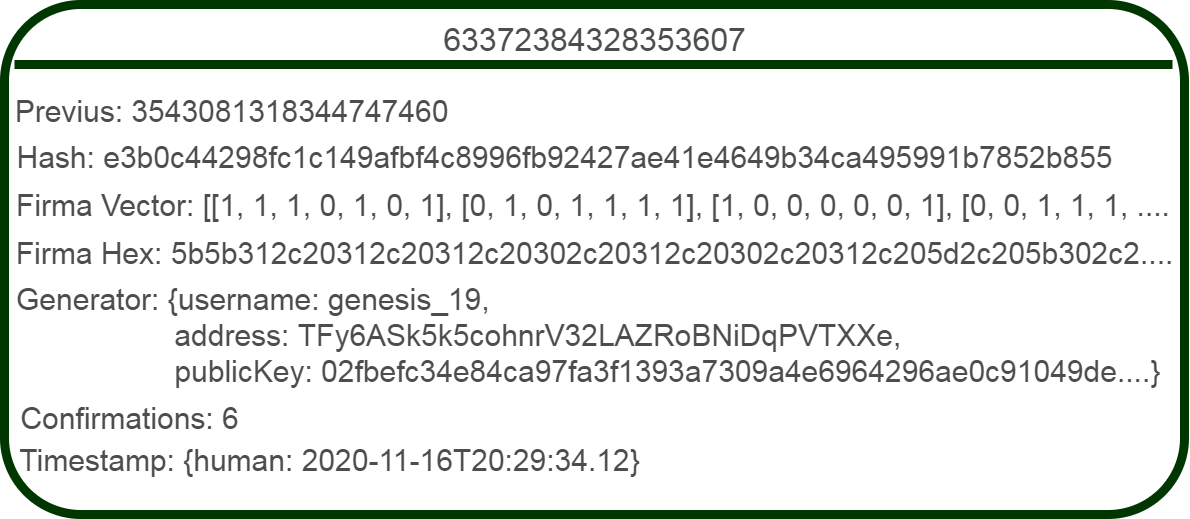 63372384328353607
Previus: 3543081318344747460
Hash: e3b0c44298fc1c149afbf4c8996fb92427ae41e4649b34ca495991b7852b855
Firma Vector: [[1, 1, 1, 0, 1, 0, 1], [0, 1, 0, 1, 1, 1, 1], [1, 0, 0, 0, 0, 0, 1], [0, 0, 1, 1, 1, ....
Firma Hex: 5b5b312c20312c20312c20302c20312c20302c20312c205d2c205b302c2....
Generator: {username: genesis_19,
address: TFy6ASk5k5cohnrV32LAZRoBNiDqPVTXXe,
publicKey: 02fbefc34e84ca97fa3f1393a7309a4e6964296ae0c91049de....}
Confirmations: 6
Timestamp: {human: 2020-11-16T20:29:34.12}